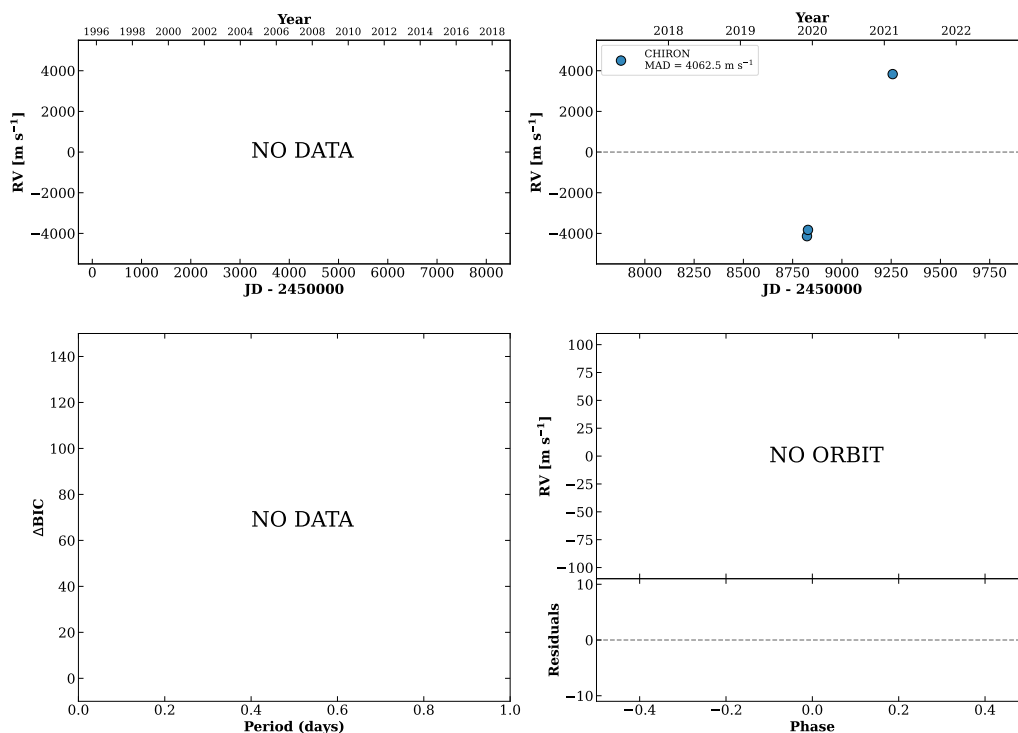 Year
1996 1998 2000 2002 2004 2006 2008 2010 2012 2014 2016 2018
RV [m s⁻¹]
4000
2000
0
−2000
−4000
NO DATA
0 1000 2000 3000 4000 5000 6000 7000 8000
JD - 2450000
Year
2018 2019 2020 2021 2022
RV [m s⁻¹]
4000
2000
0
−2000
−4000
CHIRON
MAD = 4062.5 m s⁻¹
8000 8250 8500 8750 9000 9250 9500 9750
JD - 2450000
ΔBIC
140
120
100
80
60
40
20
0
NO DATA
0.0 0.2 0.4 0.6 0.8 1.0
Period (days)
RV [m s⁻¹]
100
75
50
25
0
−25
−50
−75
−100
NO ORBIT
Residuals
10
0
−10
−0.4 −0.2 0.0 0.2 0.4
Phase